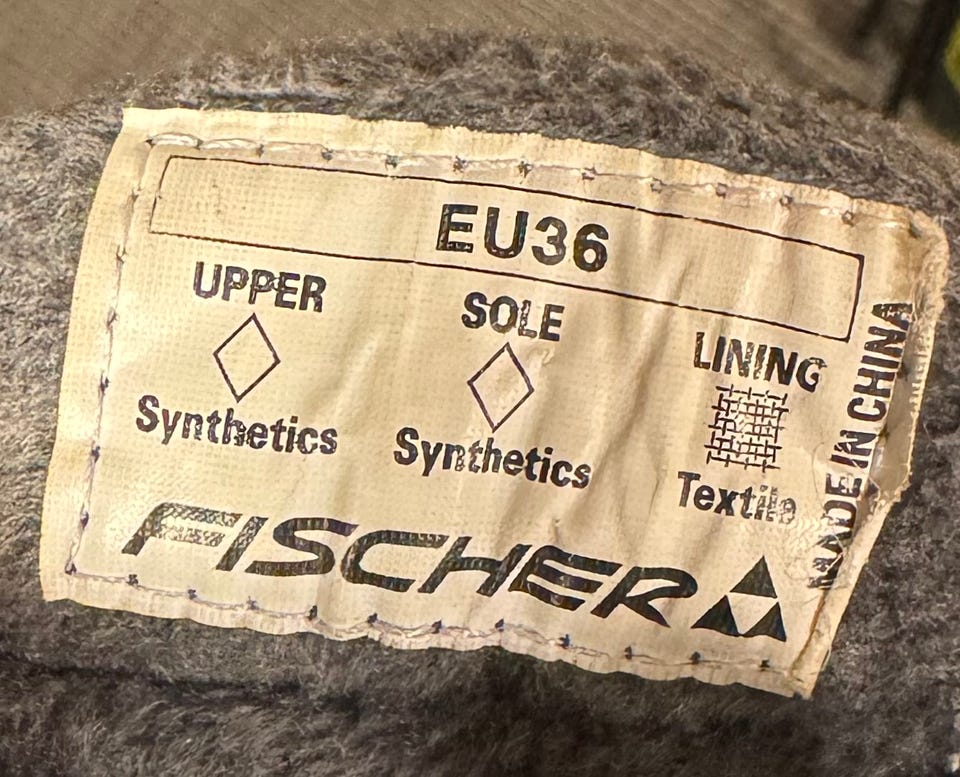 EU36
UPPER
Synthetics
SOLE
Synthetics
LINING
Textile
MADE IN CHINA
FISCHER